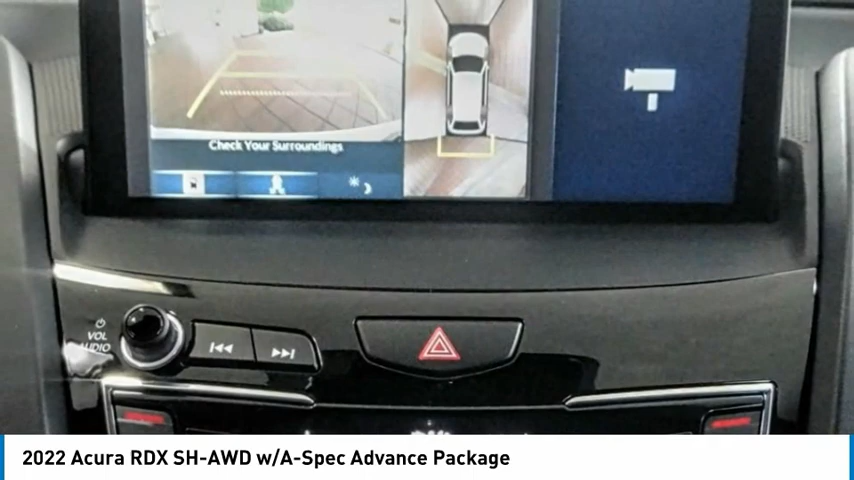 Check Your Surroundings
VOL
AUDIO
2022 Acura RDX SH-AWD w/A-Spec Advance Package